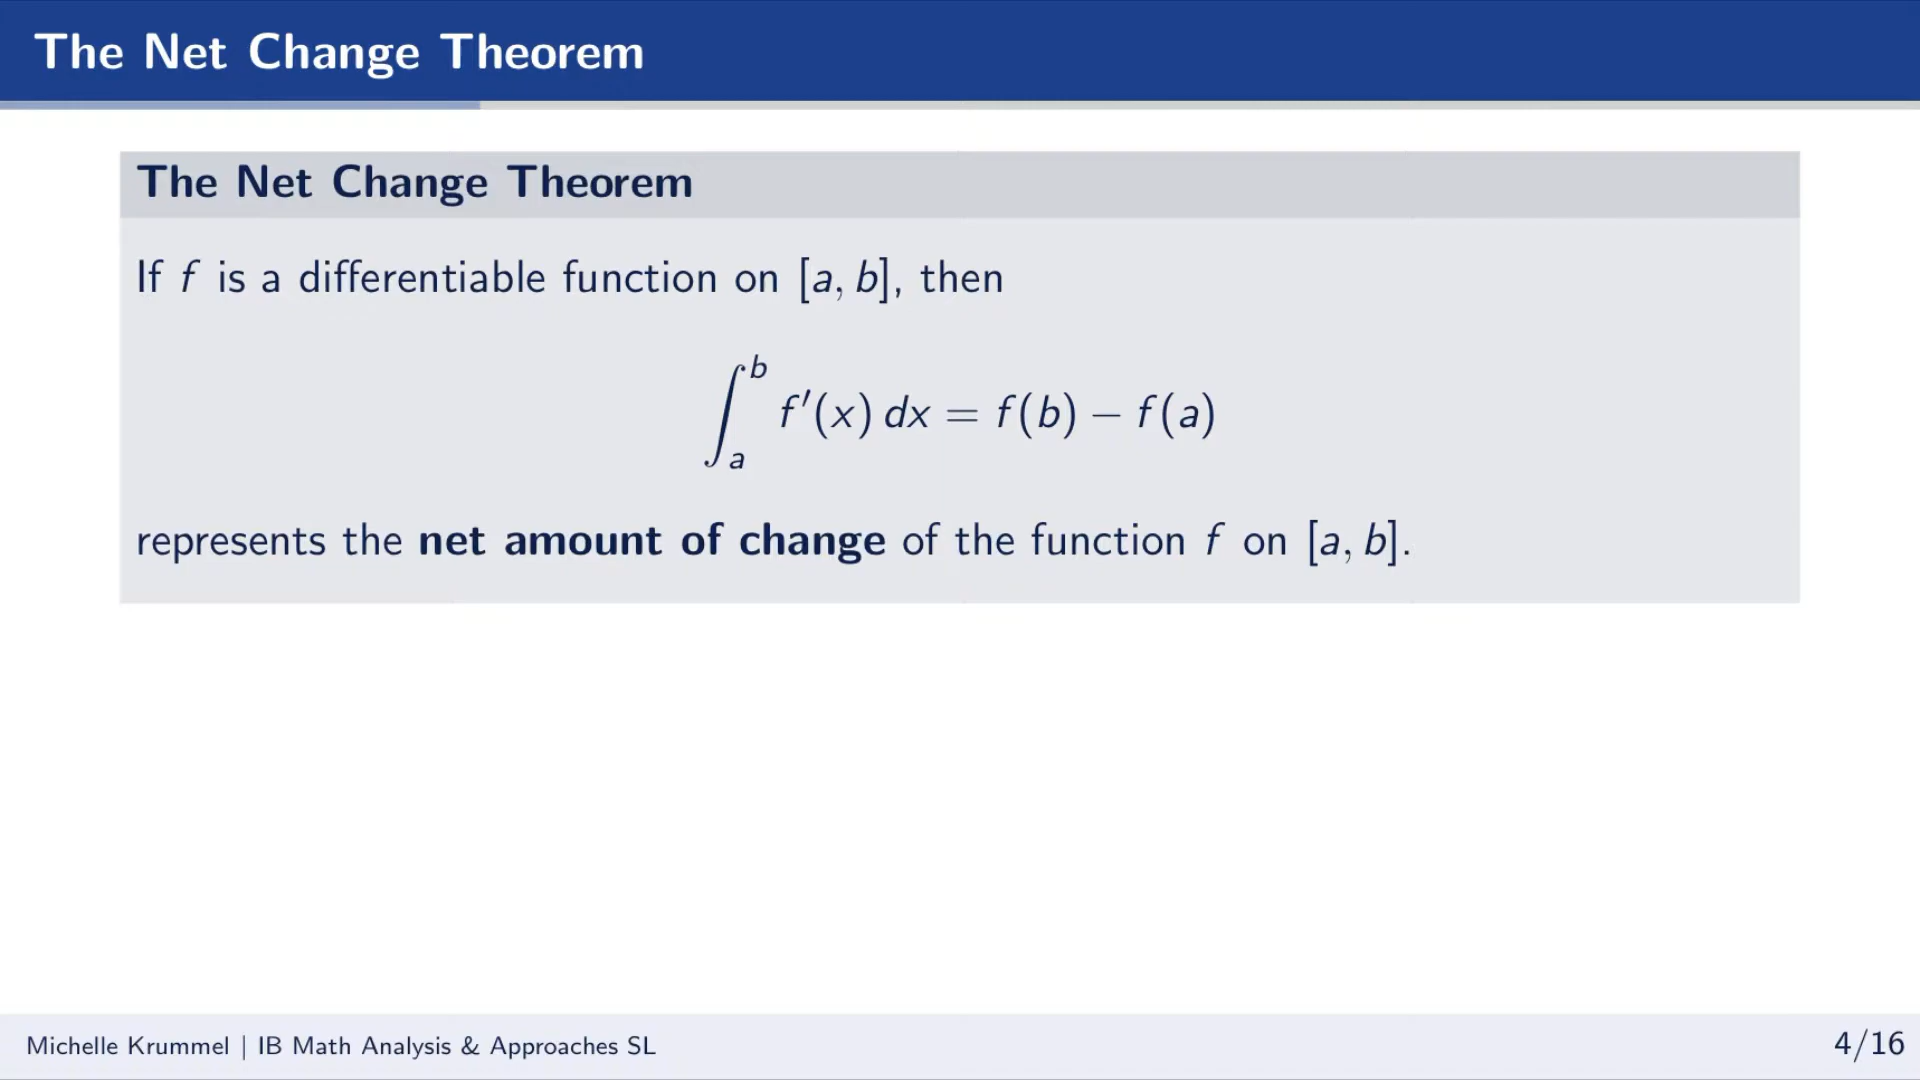 The Net Change Theorem
The Net Change Theorem
If f is a differentiable function on [a, b], then
∫_a^b f′(x) dx = f(b) − f(a)
represents the net amount of change of the function f on [a, b].
Michelle Krummel | IB Math Analysis & Approaches SL
4/16